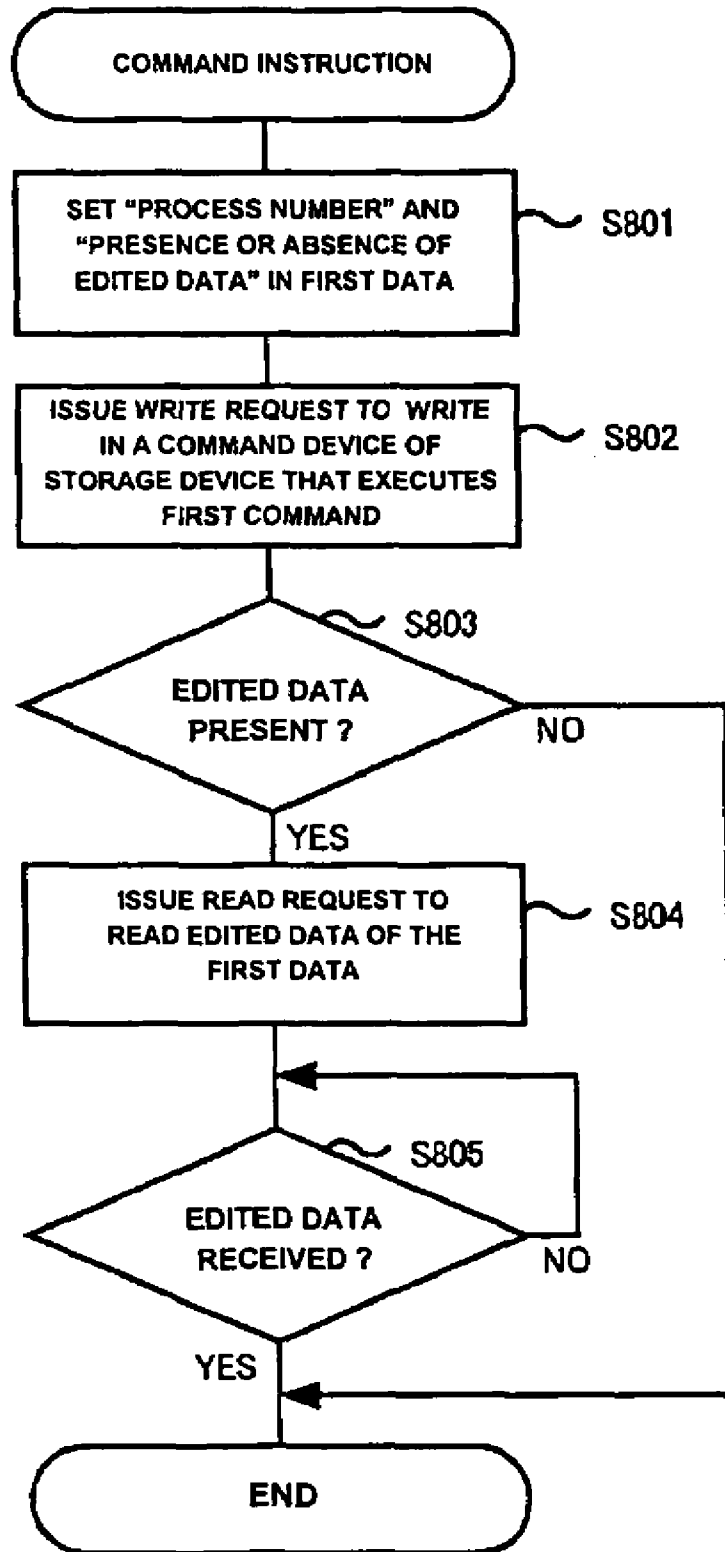 COMMAND INSTRUCTION
SET "PROCESS NUMBER" AND
"PRESENCE OR ABSENCE OF
EDITED DATA" IN FIRST DATA
S801
ISSUE WRITE REQUEST TO WRITE
IN A COMMAND DEVICE OF
STORAGE DEVICE THAT EXECUTES
FIRST COMMAND
S802
S803
EDITED DATA
PRESENT ?
NO
YES
ISSUE READ REQUEST TO
READ EDITED DATA OF THE
FIRST DATA
S804
S805
EDITED DATA
RECEIVED ?
NO
YES
END